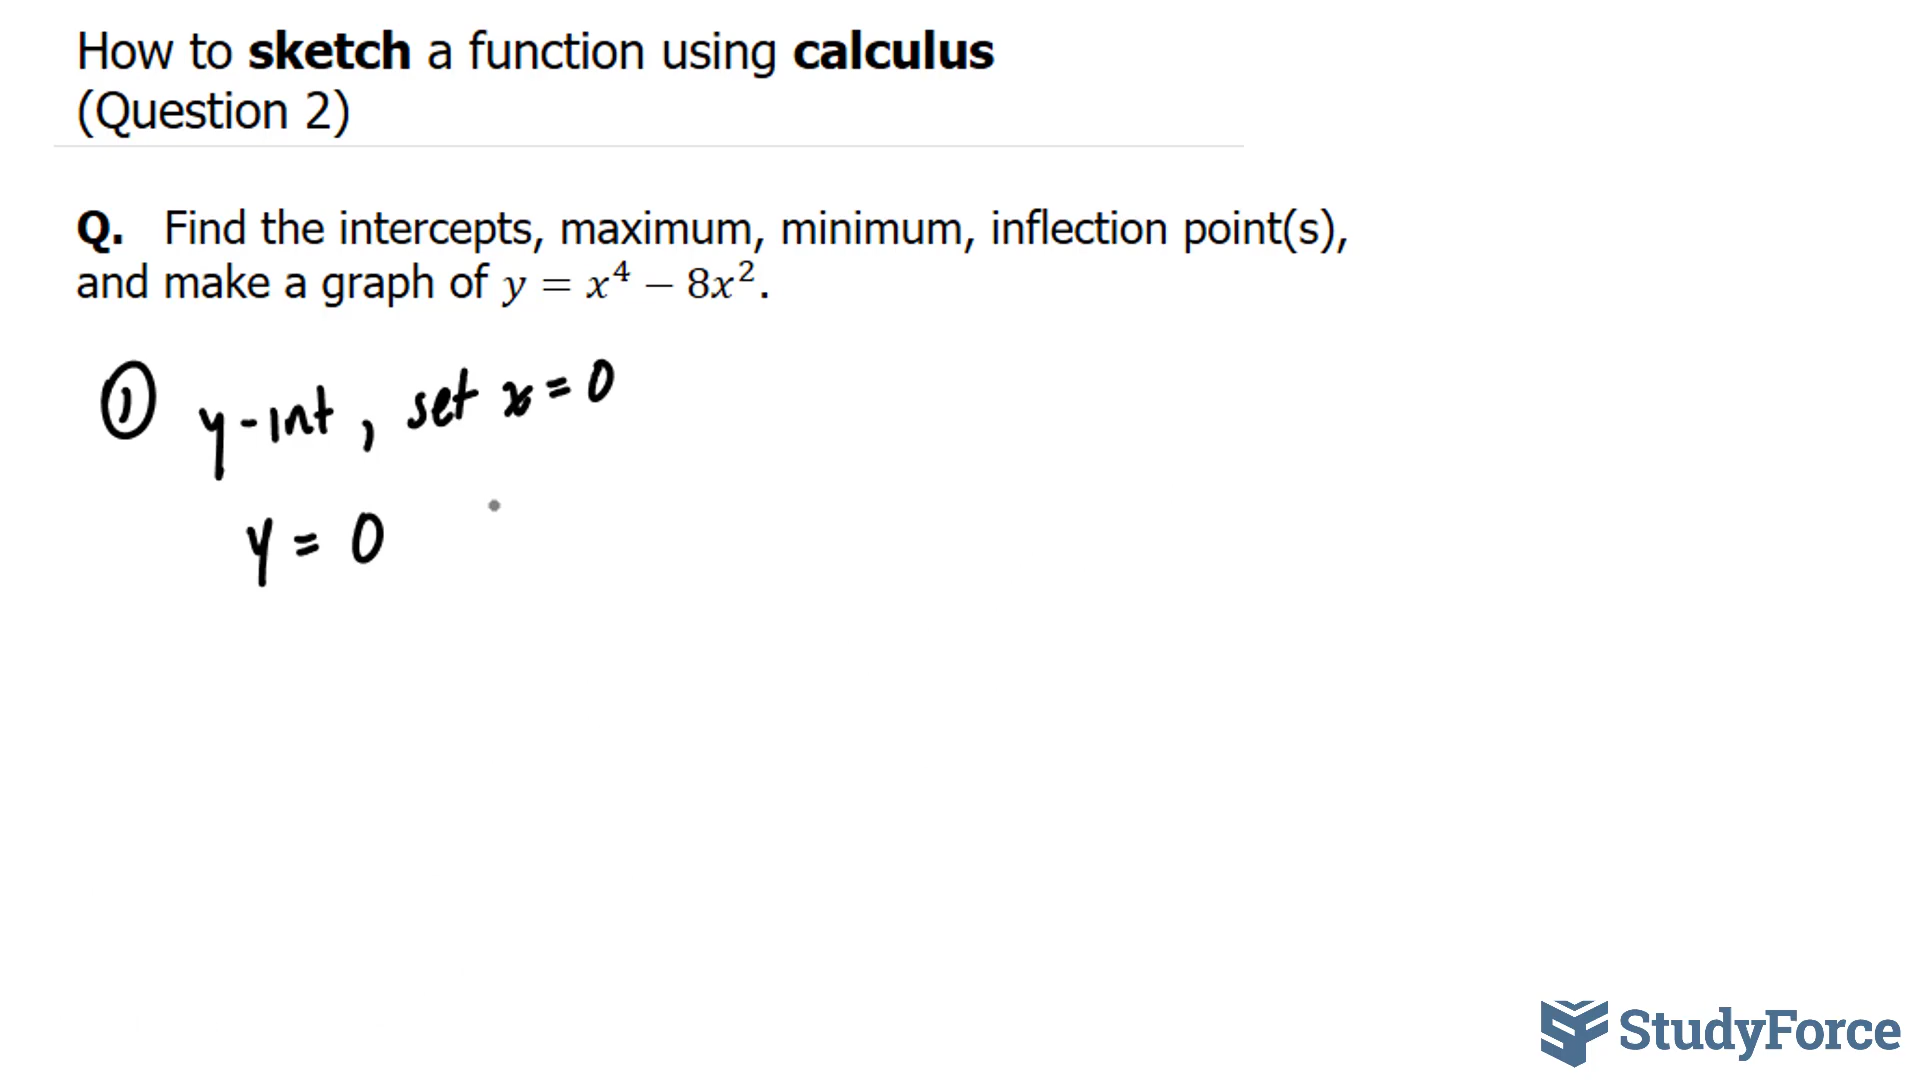 How to sketch a function using calculus
(Question 2)
Q. Find the intercepts, maximum, minimum, inflection point(s),
and make a graph of y = x⁴ − 8x².
① y-int, set x=0
y = 0
StudyForce